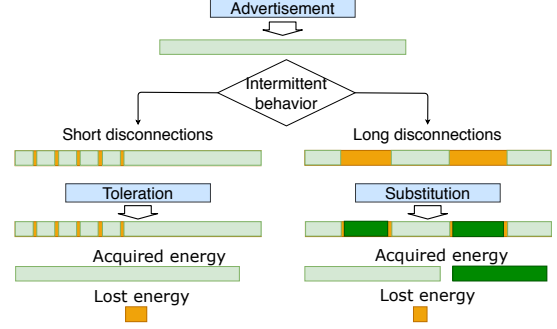 Advertisement
Intermittent
behavior
Short disconnections
Long disconnections
Toleration
Substitution
Acquired energy
Acquired energy
Lost energy
Lost energy